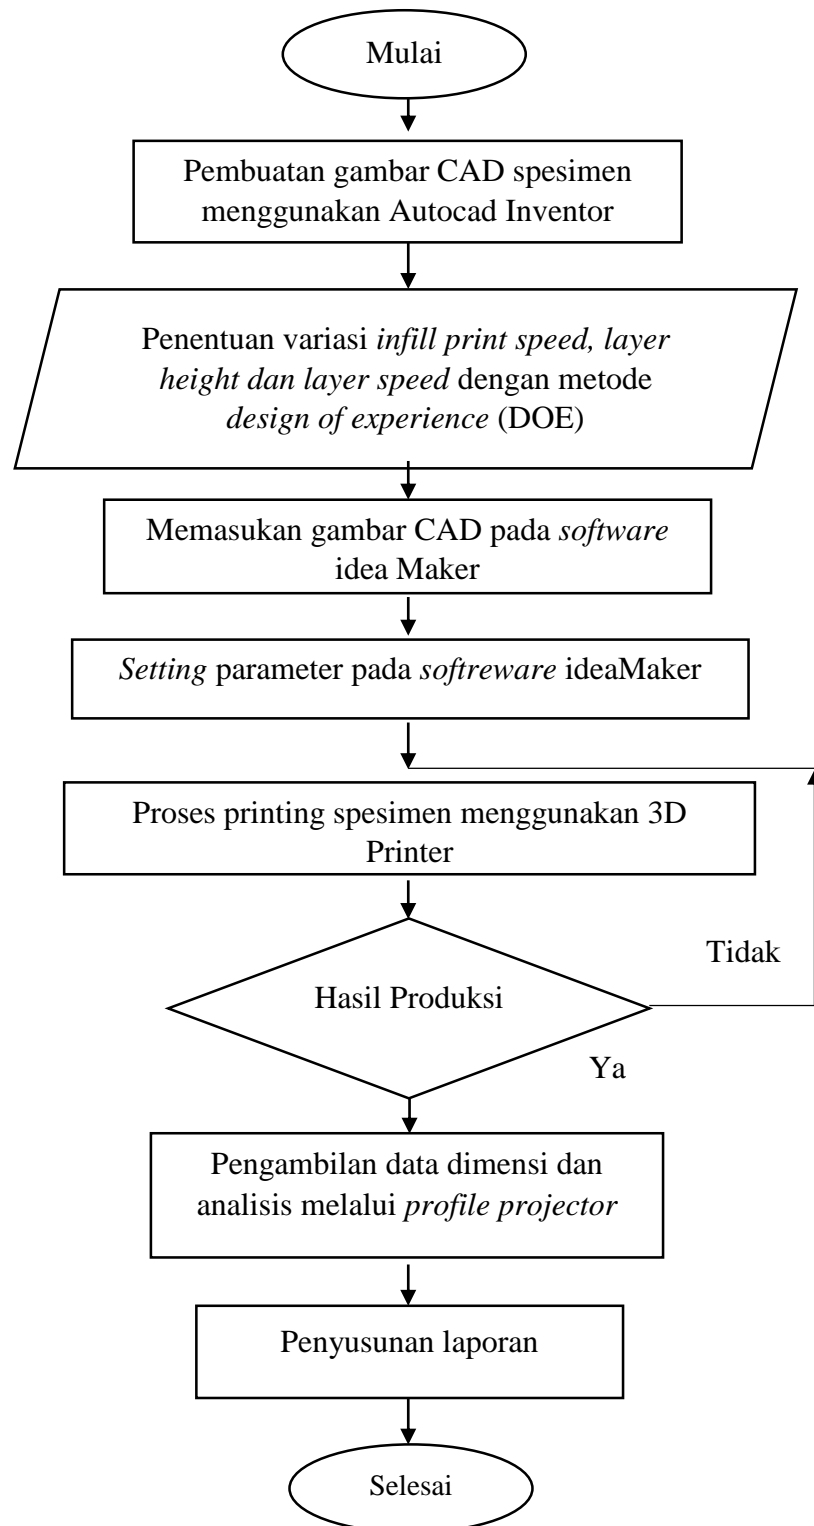 Mulai
Pembuatan gambar CAD spesimen
menggunakan Autocad Inventor
Penentuan variasi infill print speed, layer
height dan layer speed dengan metode
design of experience (DOE)
Memasukan gambar CAD pada software
idea Maker
Setting parameter pada softreware ideaMaker
Proses printing spesimen menggunakan 3D
Printer
Tidak
Hasil Produksi
Ya
Pengambilan data dimensi dan
analisis melalui profile projector
Penyusunan laporan
Selesai